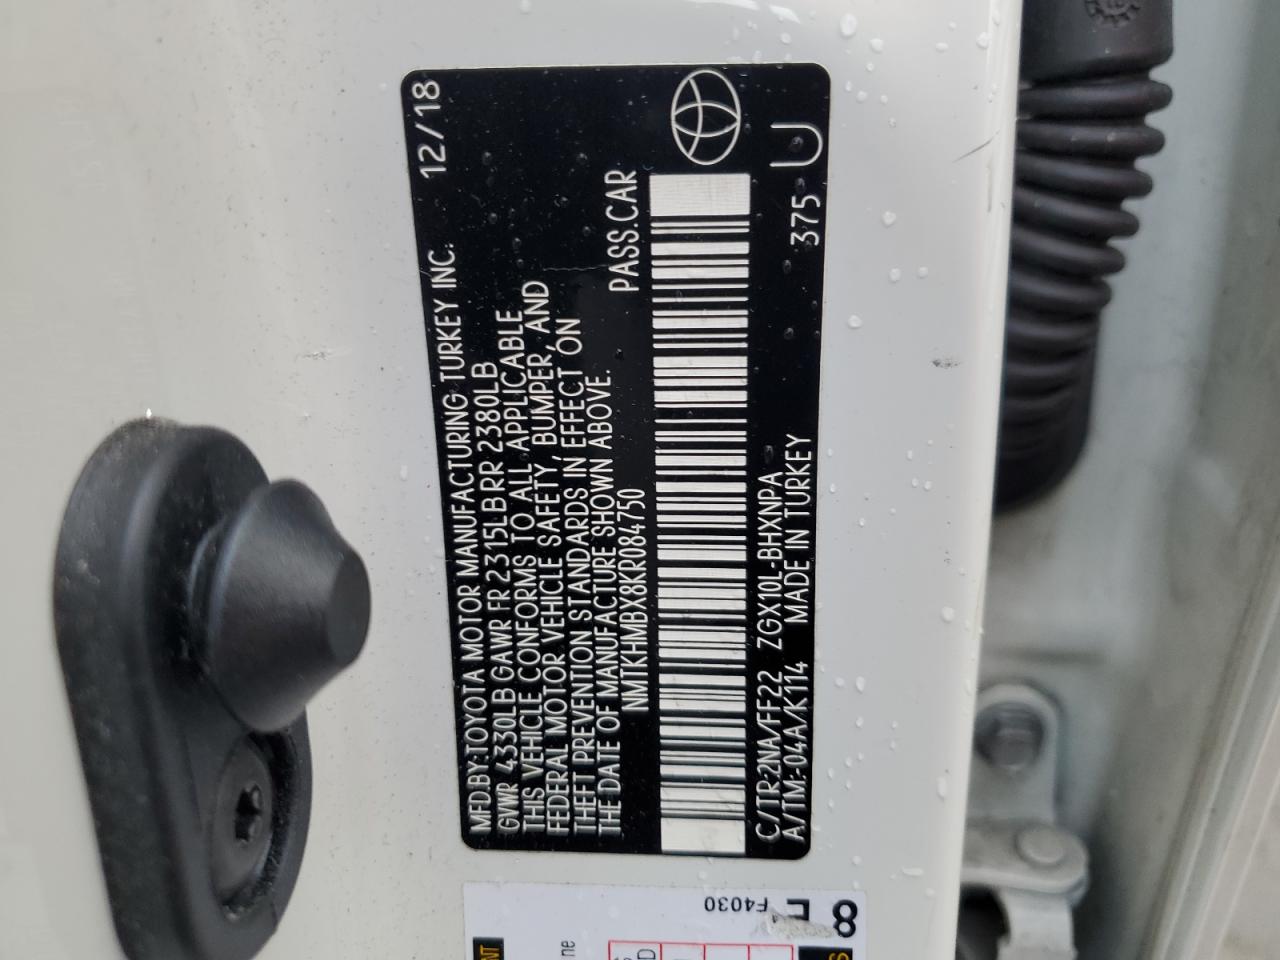 MFD.BY:TOYOTA MOTOR MANUFACTURING TURKEY INC. 12/18
GWR 4330LB GAWR FR 2315LB RR 2380LB
THIS VEHICLE CONFORMS TO ALL APPLICABLE
FEDERAL MOTOR VEHICLE SAFETY, BUMPER, AND
THEFT PREVENTION STANDARDS IN EFFECT ON
THE DATE OF MANUFACTURE SHOWN ABOVE.
NMTKHMBX8KR084750 PASS.CAR
C/TR:2NA/FF22 ZGX10L-BHXNPA
A/TM:-04A/K114 MADE IN TURKEY 375 U
8
F4030